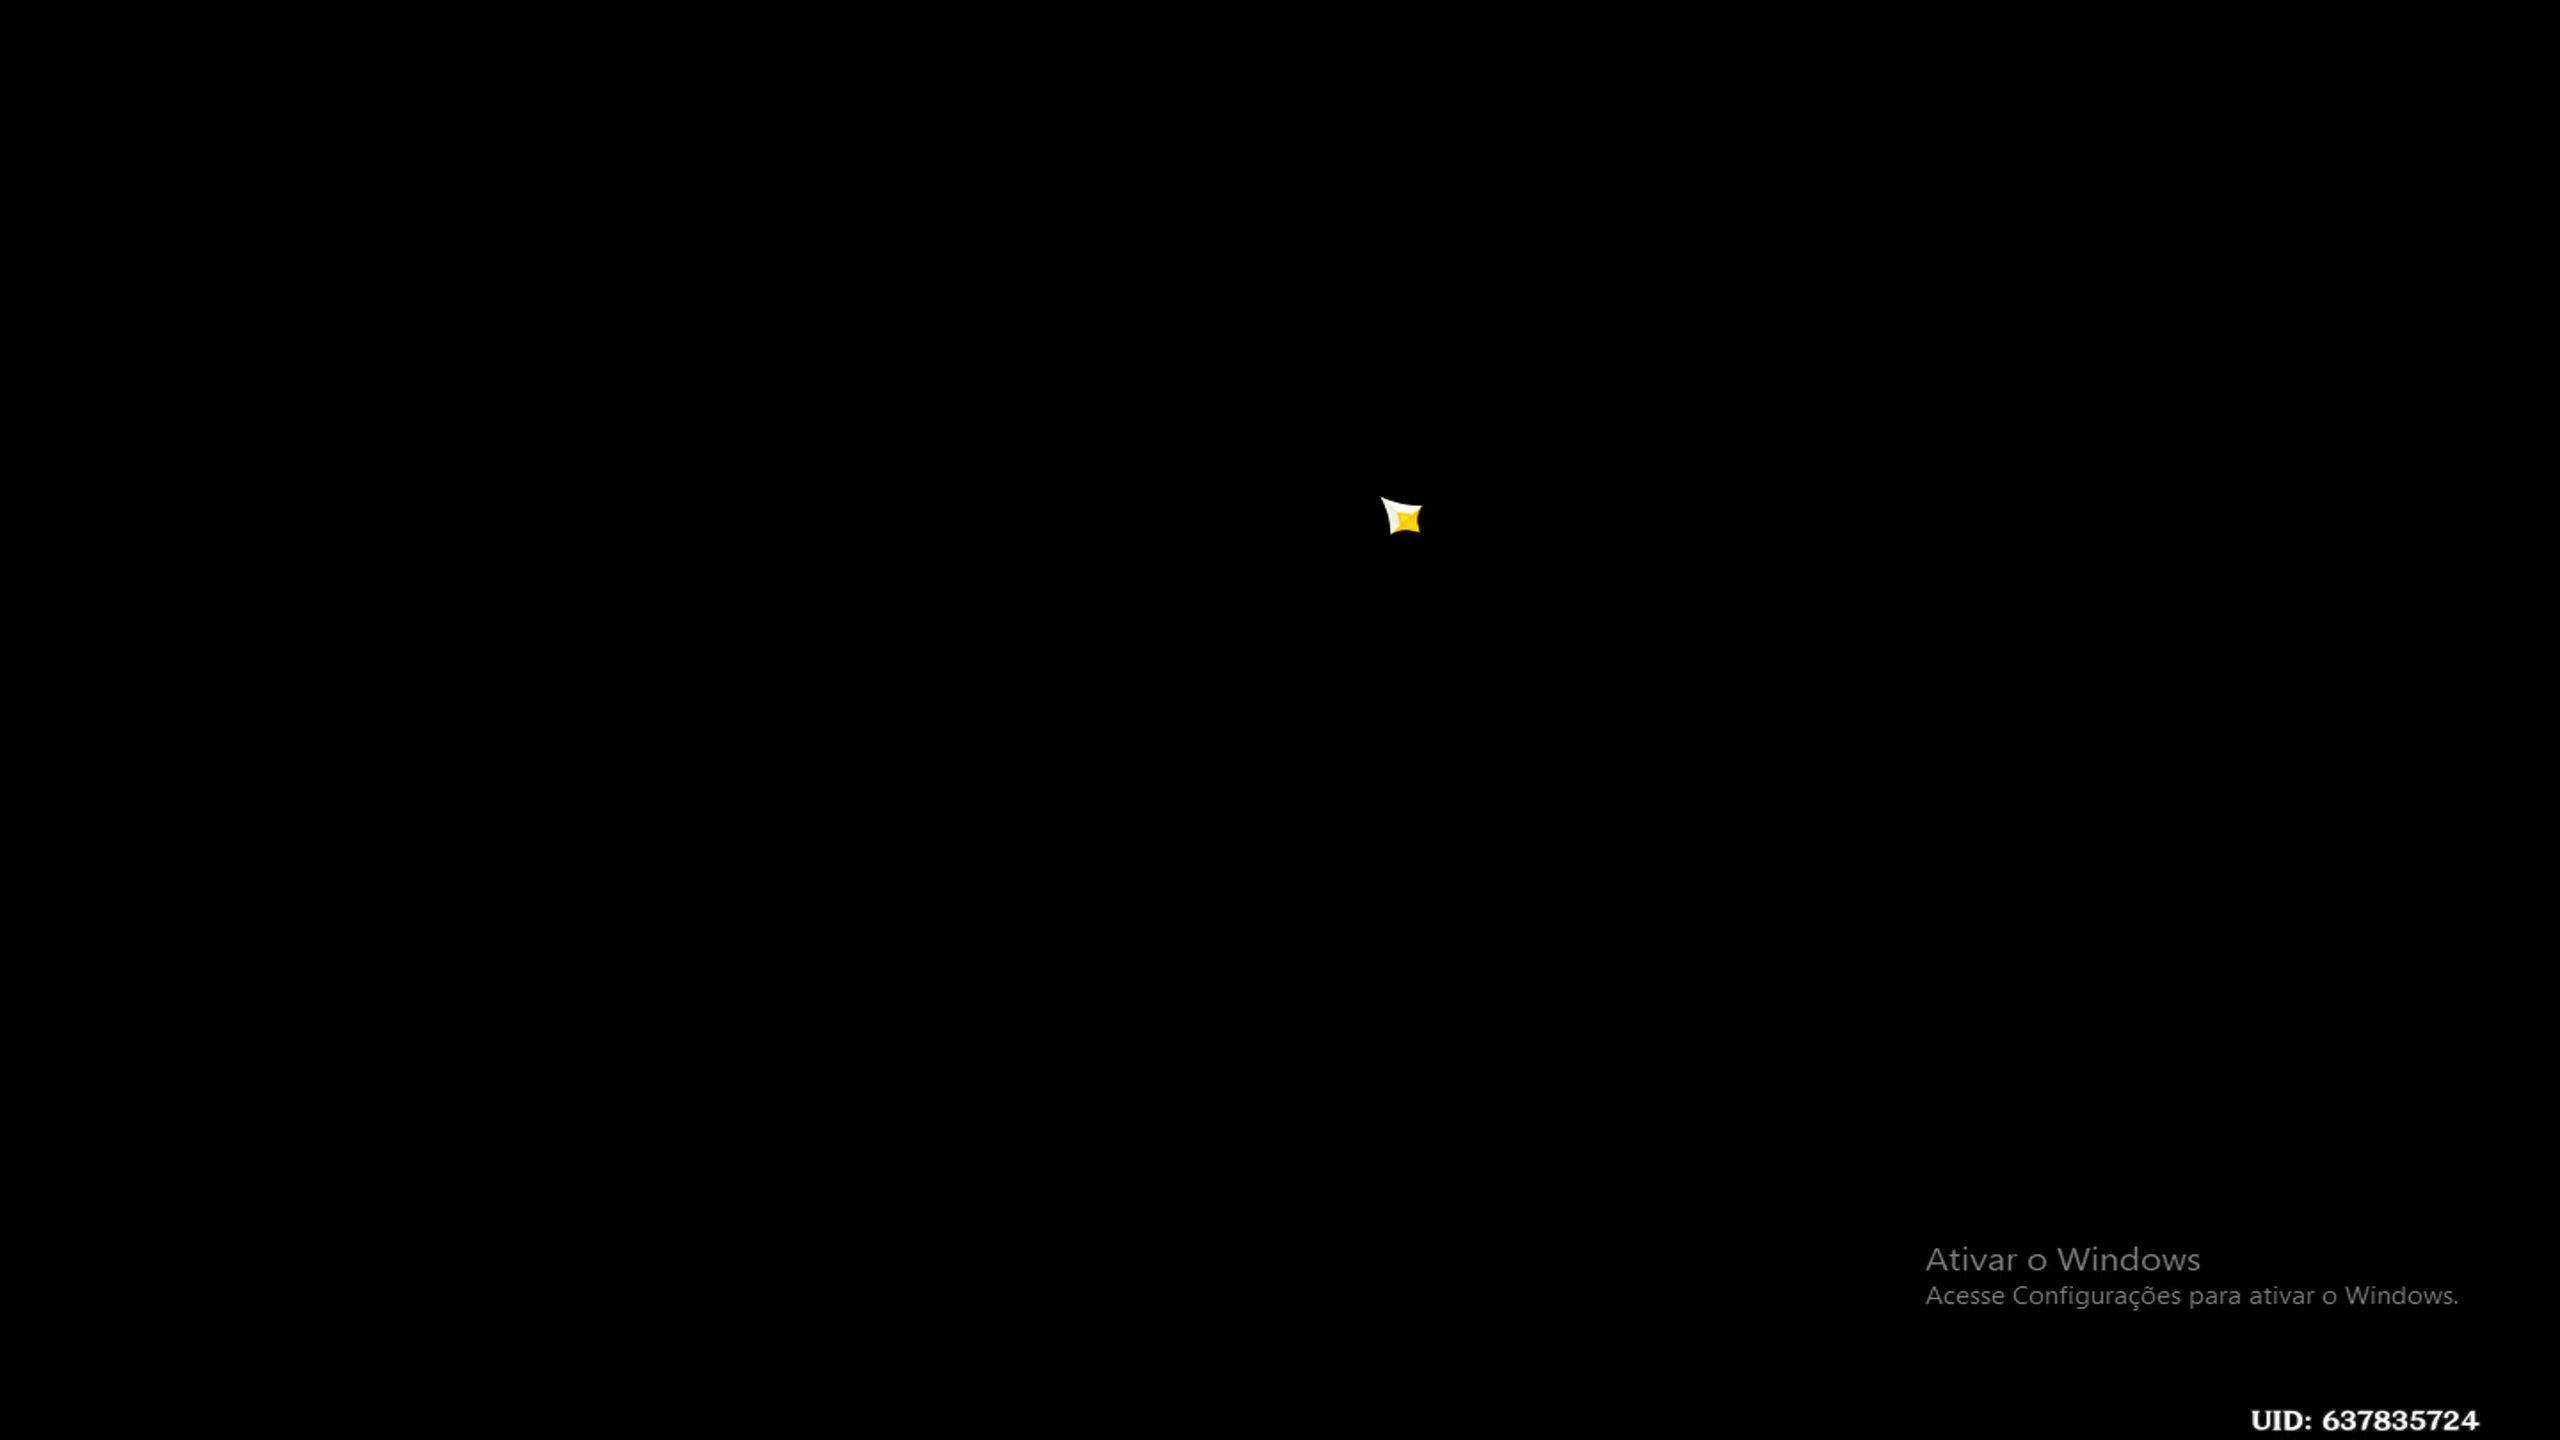 Ativar o Windows
Acesse Configurações para ativar o Windows.
UID: 637835724